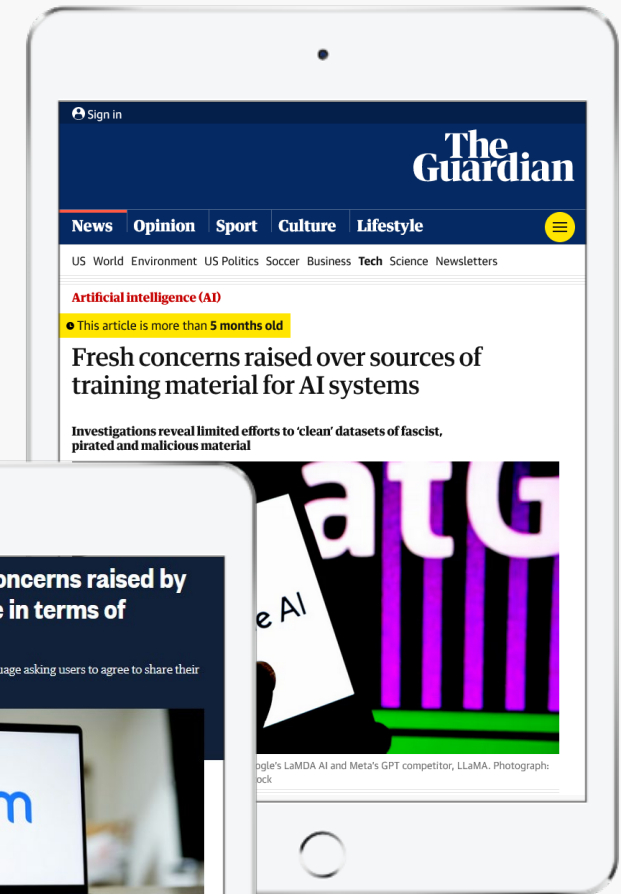 Sign in
The
Guardian
News Opinion Sport Culture Lifestyle
US World Environment US Politics Soccer Business Tech Science Newsletters
Artificial intelligence (AI)
This article is more than 5 months old
Fresh concerns raised over sources of
training material for AI systems
Investigations reveal limited efforts to ‘clean’ datasets of fascist,
pirated and malicious material
atG
e AI
ogle's LaMDA AI and Meta's GPT competitor, LLaMA. Photograph:
ock
oncerns raised by
e in terms of
uage asking users to agree to share their
m